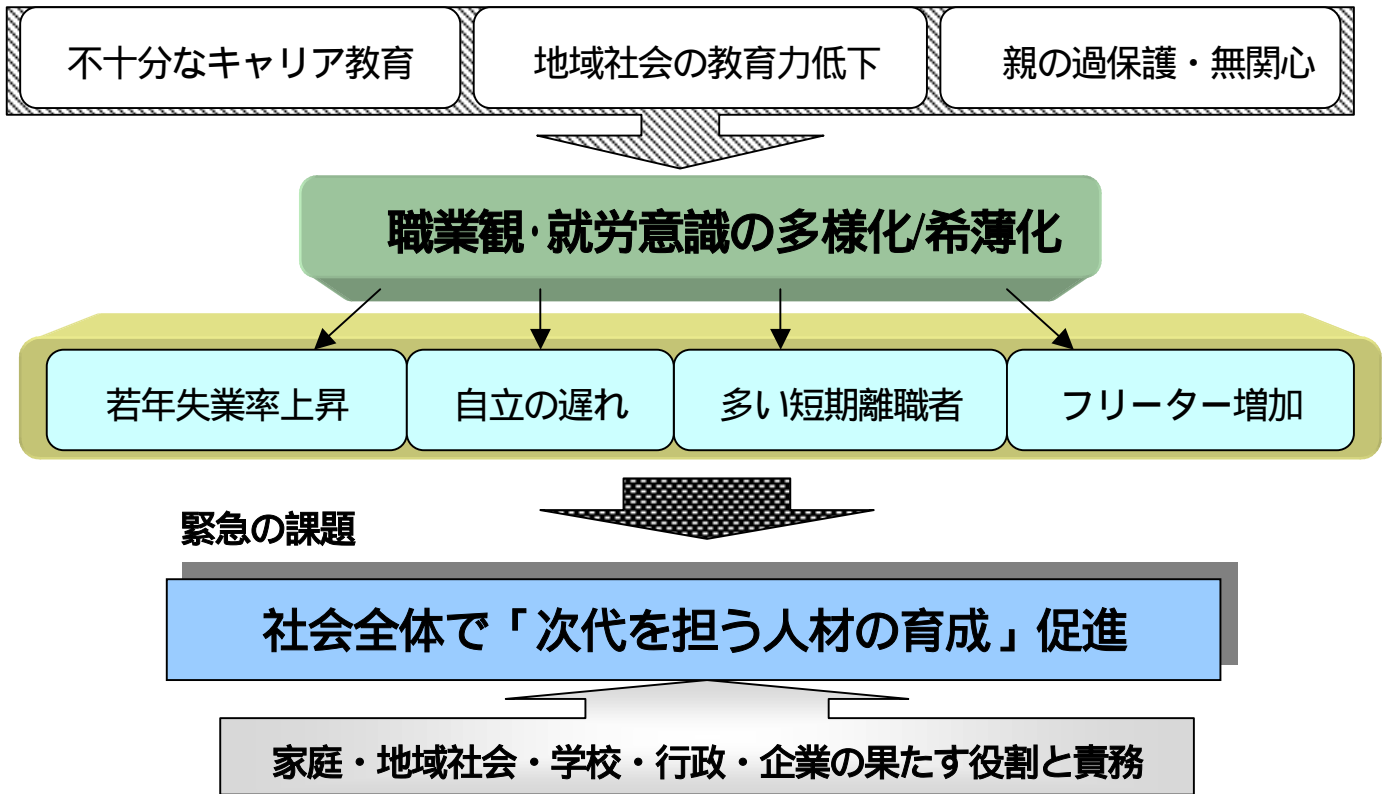 不十分なキャリア教育
地域社会の教育力低下
親の過保護・無関心
職業観・就労意識の多様化/希薄化
若年失業率上昇
自立の遅れ
多い短期離職者
フリーター増加
緊急の課題
社会全体で「次代を担う人材の育成」促進
家庭・地域社会・学校・行政・企業の果たす役割と責務